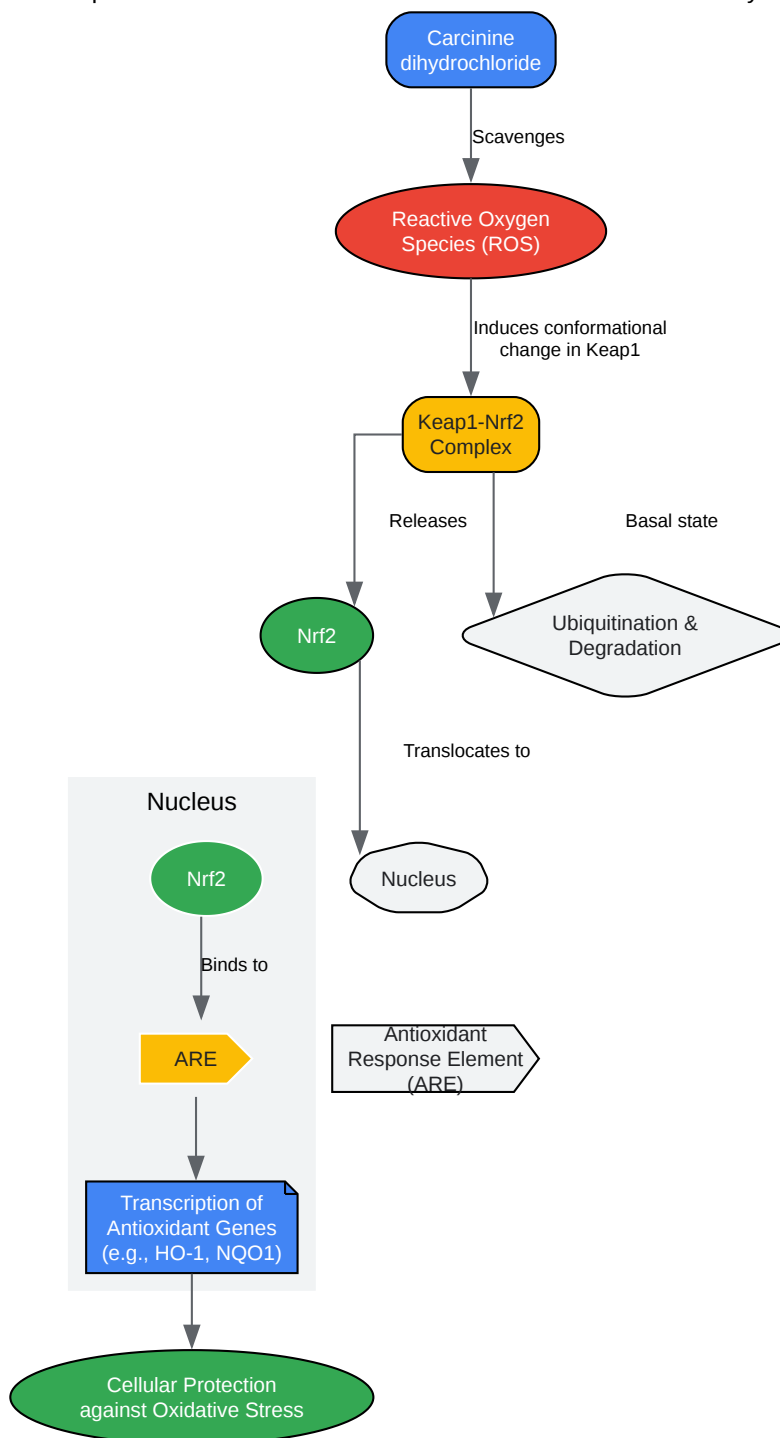 Carcinine
dihydrochloride
Scavenges
Reactive Oxygen
Species (ROS)
Induces conformational
change in Keap1
Keap1-Nrf2
Complex
Releases
Basal state
Nrf2
Ubiquitination &
Degradation
Translocates to
Nucleus
Nrf2
Nucleus
Binds to
ARE
Antioxidant
Response Element
(ARE)
Transcription of
Antioxidant Genes
(e.g., HO-1, NQO1)
Cellular Protection
against Oxidative Stress